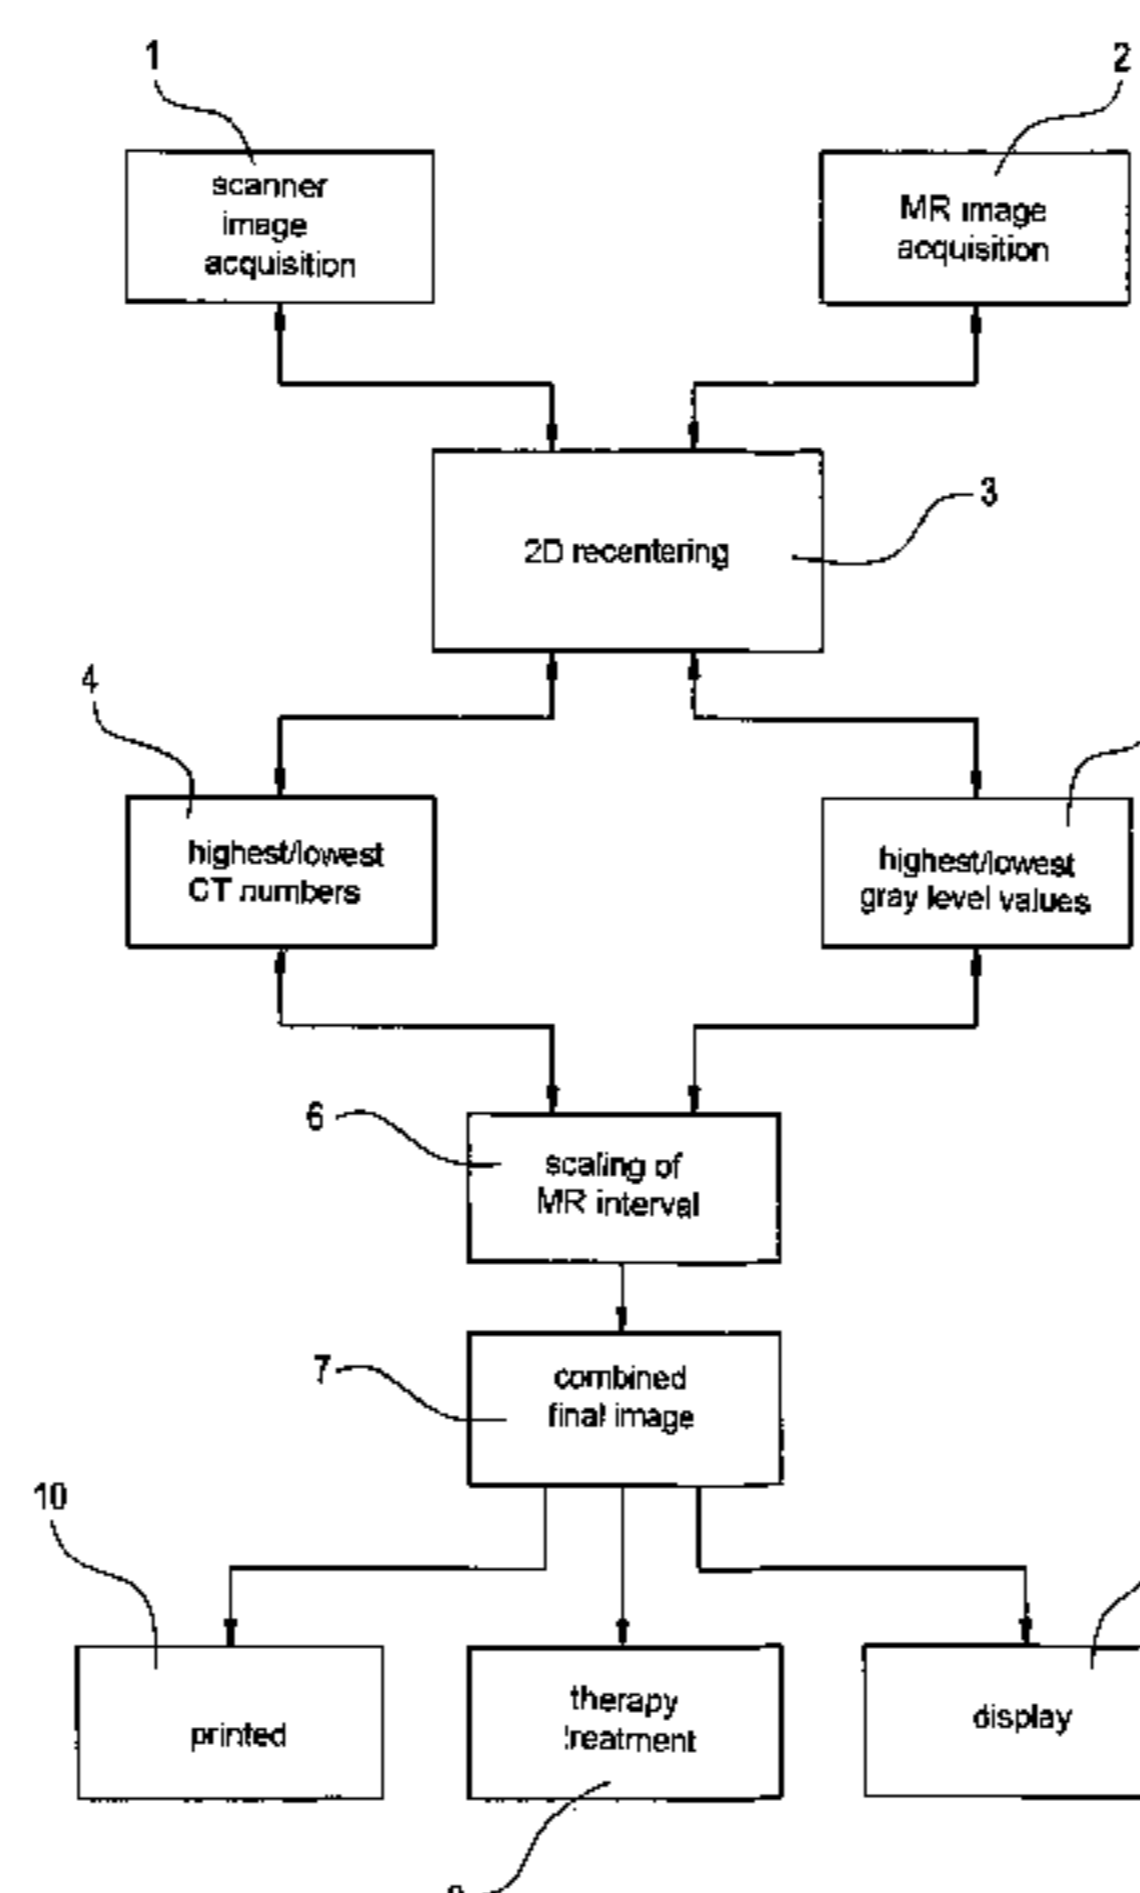 1
2
scanner
image
acquisition
MR image
acquisition
3
2D recentering
4
highest/lowest
CT numbers
highest/lowest
gray level values
6
scaling of
MR interval
7
combined
final image
10
printed
therapy
treatment
display